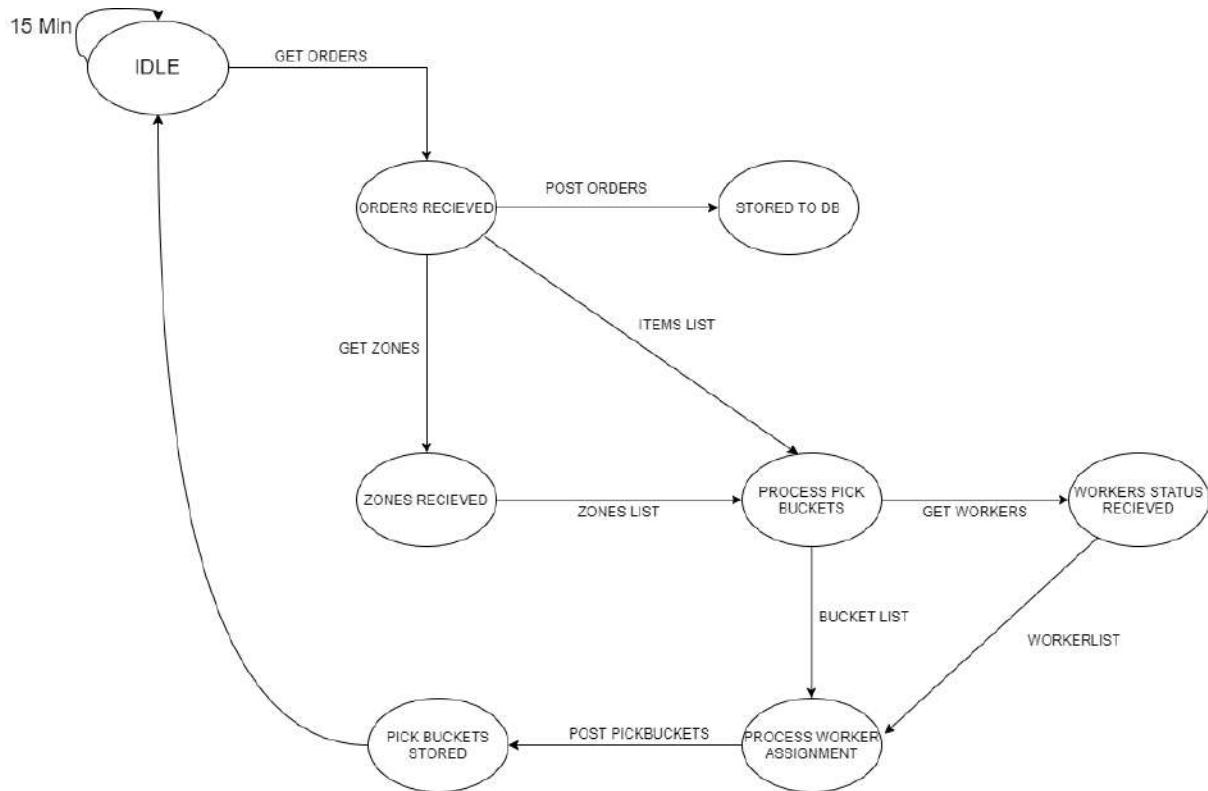 15 Min
IDLE
GET ORDERS
ORDERS RECIEVED
POST ORDERS
STORED TO DB
ITEMS LIST
GET ZONES
ZONES RECIEVED
ZONES LIST
PROCESS PICK
BUCKETS
GET WORKERS
WORKERS STATUS
RECIEVED
BUCKET LIST
WORKERLIST
PICK BUCKETS
STORED
POST PICKBUCKETS
PROCESS WORKER
ASSIGNMENT